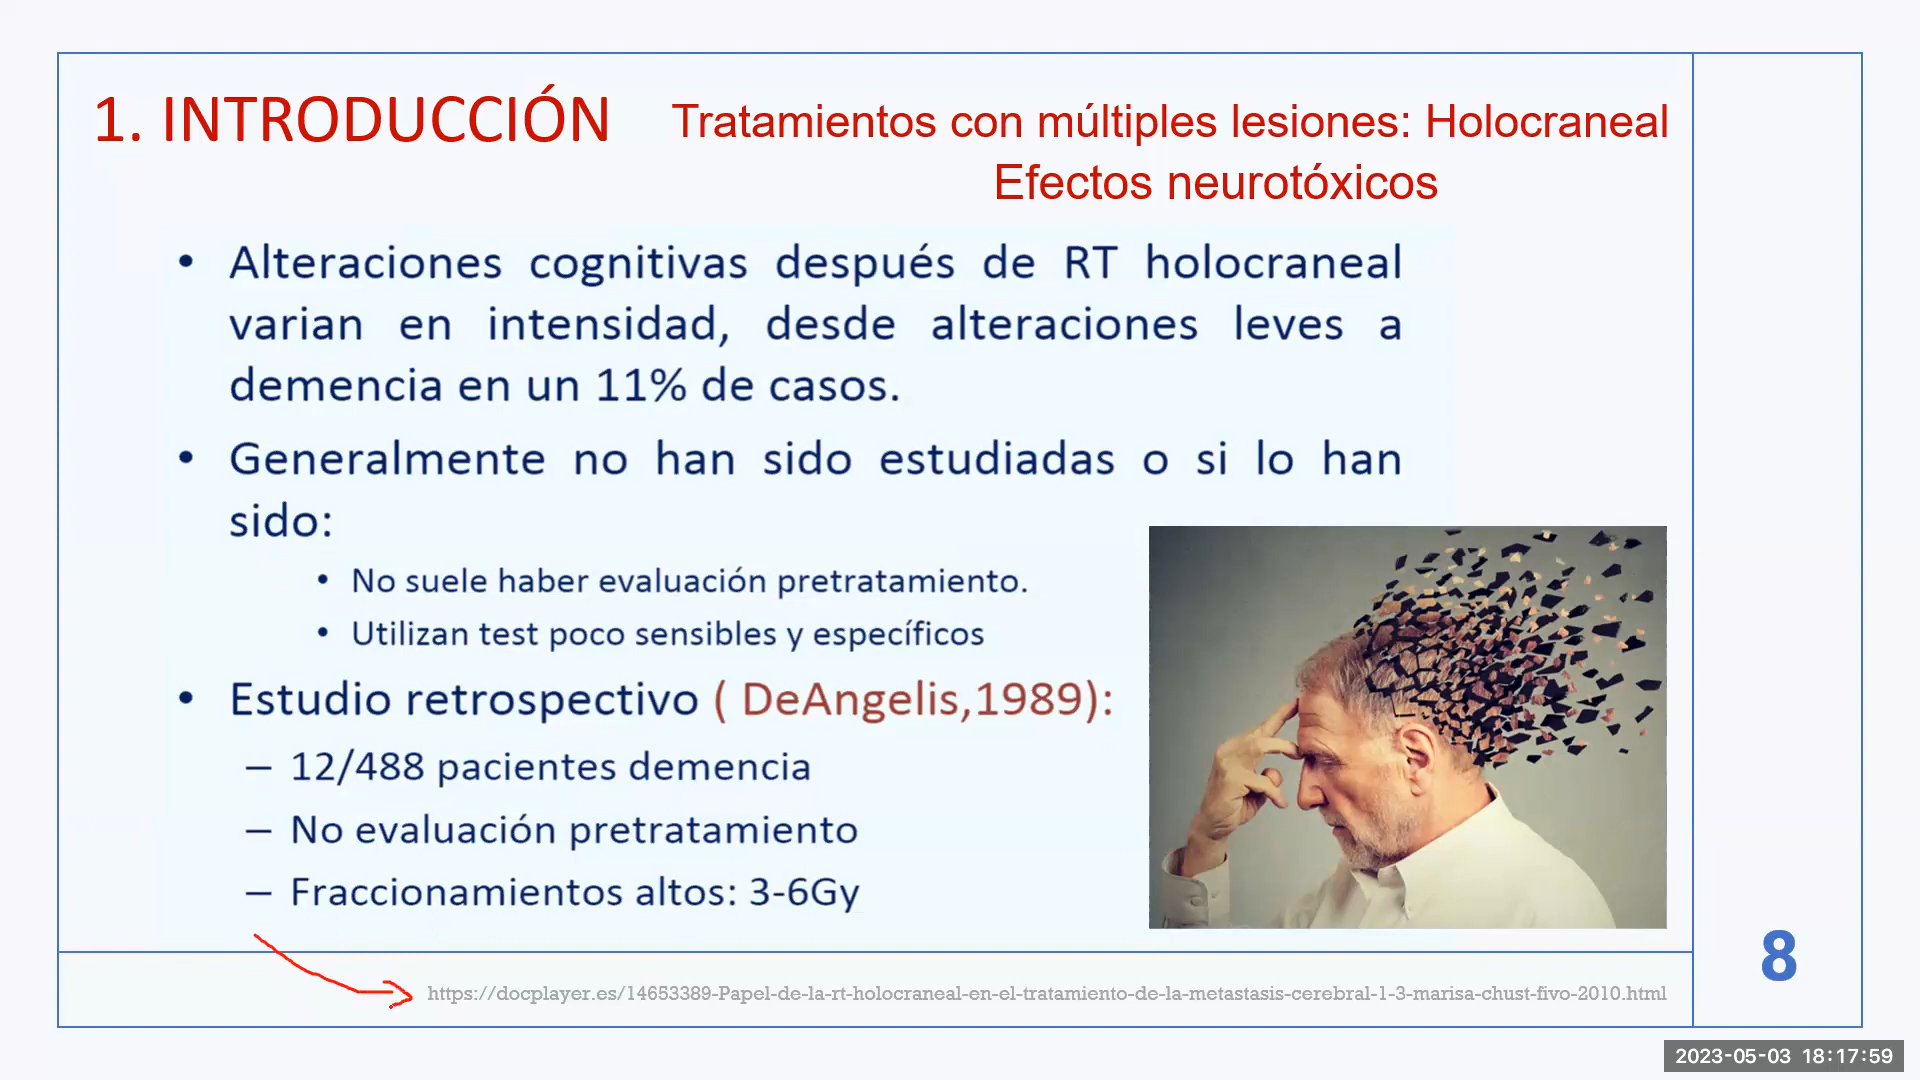 1. INTRODUCCIÓN
Tratamientos con múltiples lesiones: Holocraneal
Efectos neurotóxicos
• Alteraciones cognitivas después de RT holocraneal
varian en intensidad, desde alteraciones leves a
demencia en un 11% de casos.
• Generalmente no han sido estudiadas o si lo han
sido:
• No suele haber evaluación pretratamiento.
• Utilizan test poco sensibles y específicos
• Estudio retrospectivo ( DeAngelis,1989):
– 12/488 pacientes demencia
– No evaluación pretratamiento
– Fraccionamientos altos: 3-6Gy
https://docplayer.es/14653389-Papel-de-la-rt-holocraneal-en-el-tratamiento-de-la-metastasis-cerebral-1-3-marisa-chust-fivo-2010.html
8
2023-05-03 18:17:59